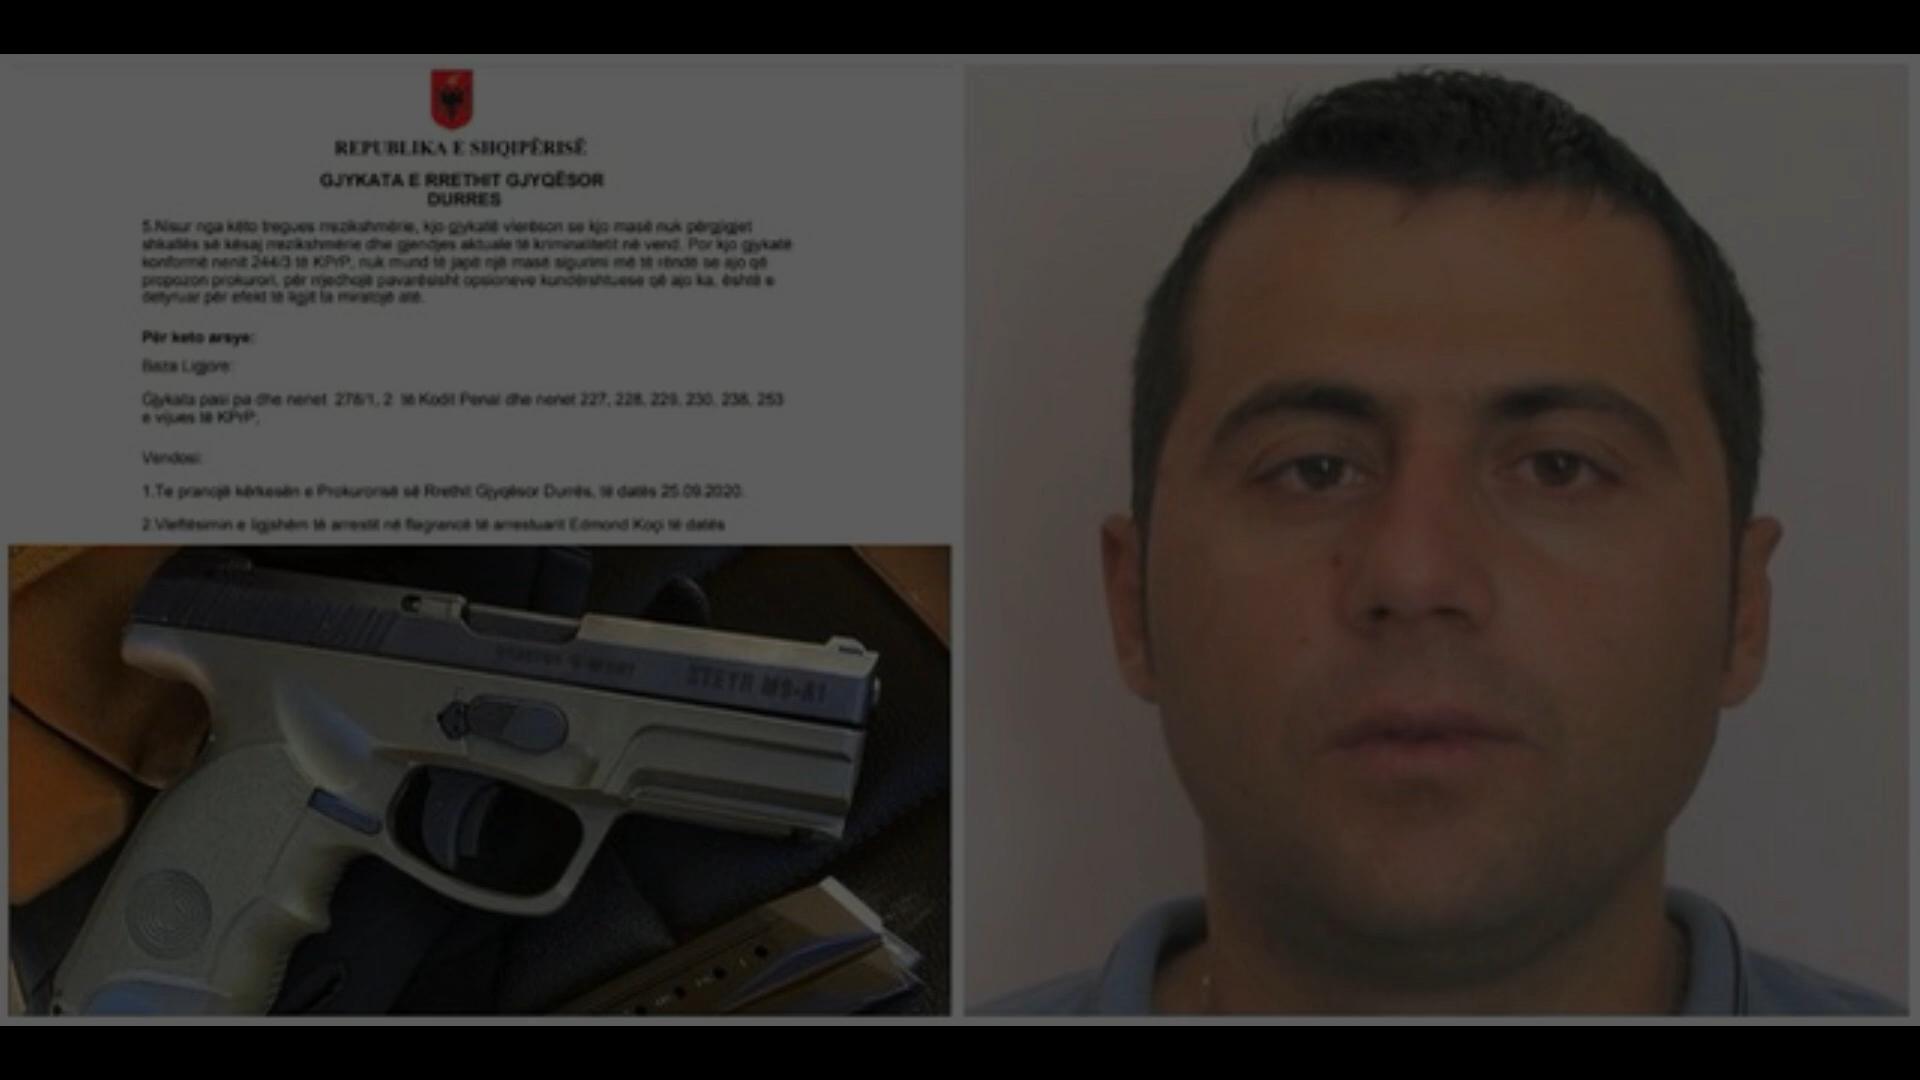 REPUBLIKA E SHQIPËRISË
GJYKATA E RRETHIT GJYQËSOR
DURRES
5.Nisur nga këto tregues rrezikshmërie, kjo gjykatë vlerëson se kjo masë nuk përgjigjet
shkallës së kësaj rrezikshmërie dhe gjendjes aktuale të kriminalitetit në vend. Por kjo gjykatë
konformë nenit 244/3 të KPrP, nuk mund të japë një masë sigurimi më të rëndë se ajo që
propozon prokurori, për rrjedhojë pavarësisht opsioneve kundërshtuese që ajo ka, është e
detyruar për efekt të ligjit ta miratojë atë.
Për keto arsye:
Baza Ligjore:
Gjykata pasi pa dhe nenet 278/1, 2 të Kodit Penal dhe nenet 227, 228, 229, 230, 238, 253
e vijues të KPrP,
Vendosi:
1.Te pranojë kërkesën e Prokurorisë së Rrethit Gjyqësor Durrës, të datës 25.09.2020.
2.Vleftësimin e ligjshëm të arrestit në flagrancë të arrestuarit Edmond Koçi të datës
STEYR M9-A1